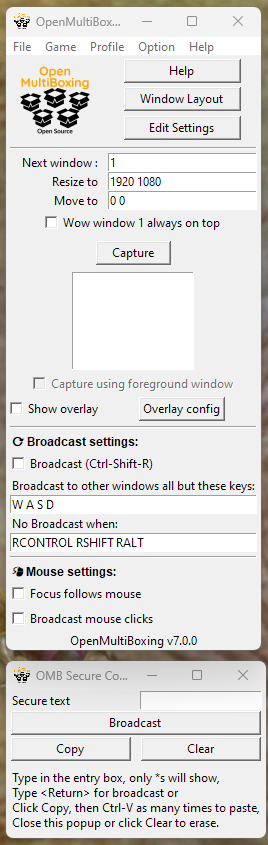 OpenMultiBox...
File Game Profile Option Help
Open
MultiBoxing
Open Source
Help
Window Layout
Edit Settings
Next window : 1
Resize to 1920 1080
Move to 0 0
Wow window 1 always on top
Capture
Capture using foreground window
Show overlay Overlay config
Broadcast settings:
Broadcast (Ctrl-Shift-R)
Broadcast to other windows all but these keys:
W A S D
No Broadcast when:
RCONTROL RSHIFT RALT
Mouse settings:
Focus follows mouse
Broadcast mouse clicks
OpenMultiBoxing v7.0.0
OMB Secure Co...
Secure text
Broadcast
Copy Clear
Type in the entry box, only *s will show,
Type <Return> for broadcast or
Click Copy, then Ctrl-V as many times to paste,
Close this popup or click Clear to erase.